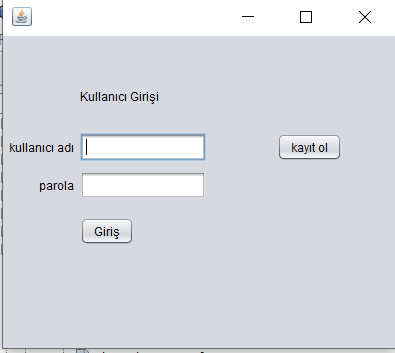 Kullanıcı Girişi
kullanıcı adı
kayıt ol
parola
Giriş